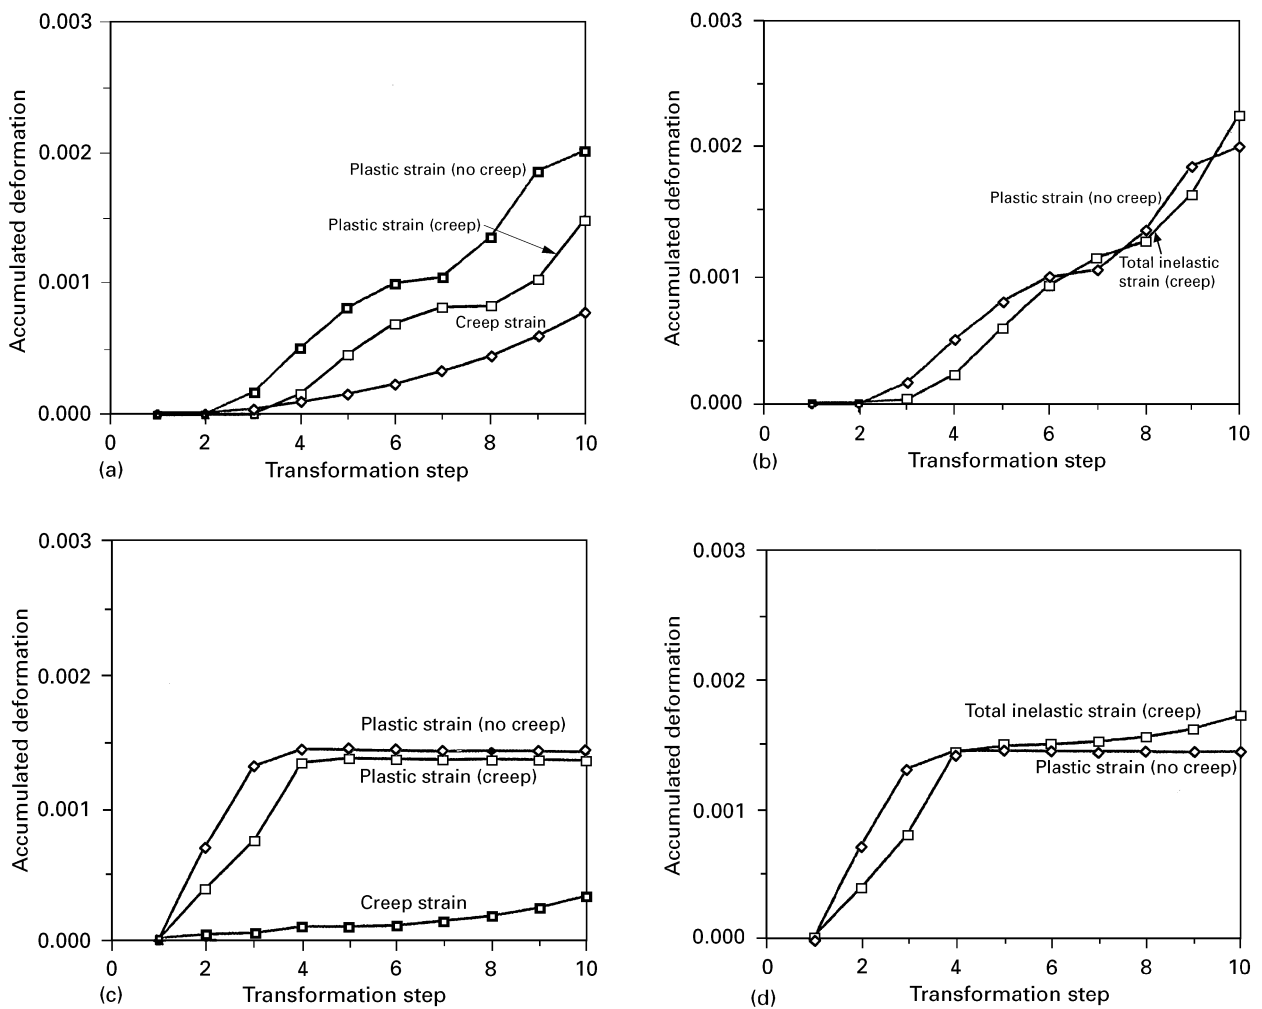 0.003
0.002
0.001
0.000
Accumulated deformation
Plastic strain (no creep)
Plastic strain (creep)
Creep strain
0 2 4 6 8 10
(a)
Transformation step
0.003
0.002
0.001
0.000
Accumulated deformation
Plastic strain (no creep)
Total inelastic
strain (creep)
0 2 4 6 8 10
(b)
Transformation step
0.003
0.002
0.001
0.000
Accumulated deformation
Plastic strain (no creep)
Plastic strain (creep)
Creep strain
0 2 4 6 8 10
(c)
Transformation step
0.003
0.002
0.001
0.000
Accumulated deformation
Total inelastic strain (creep)
Plastic strain (no creep)
0 2 4 6 8 10
(d)
Transformation step